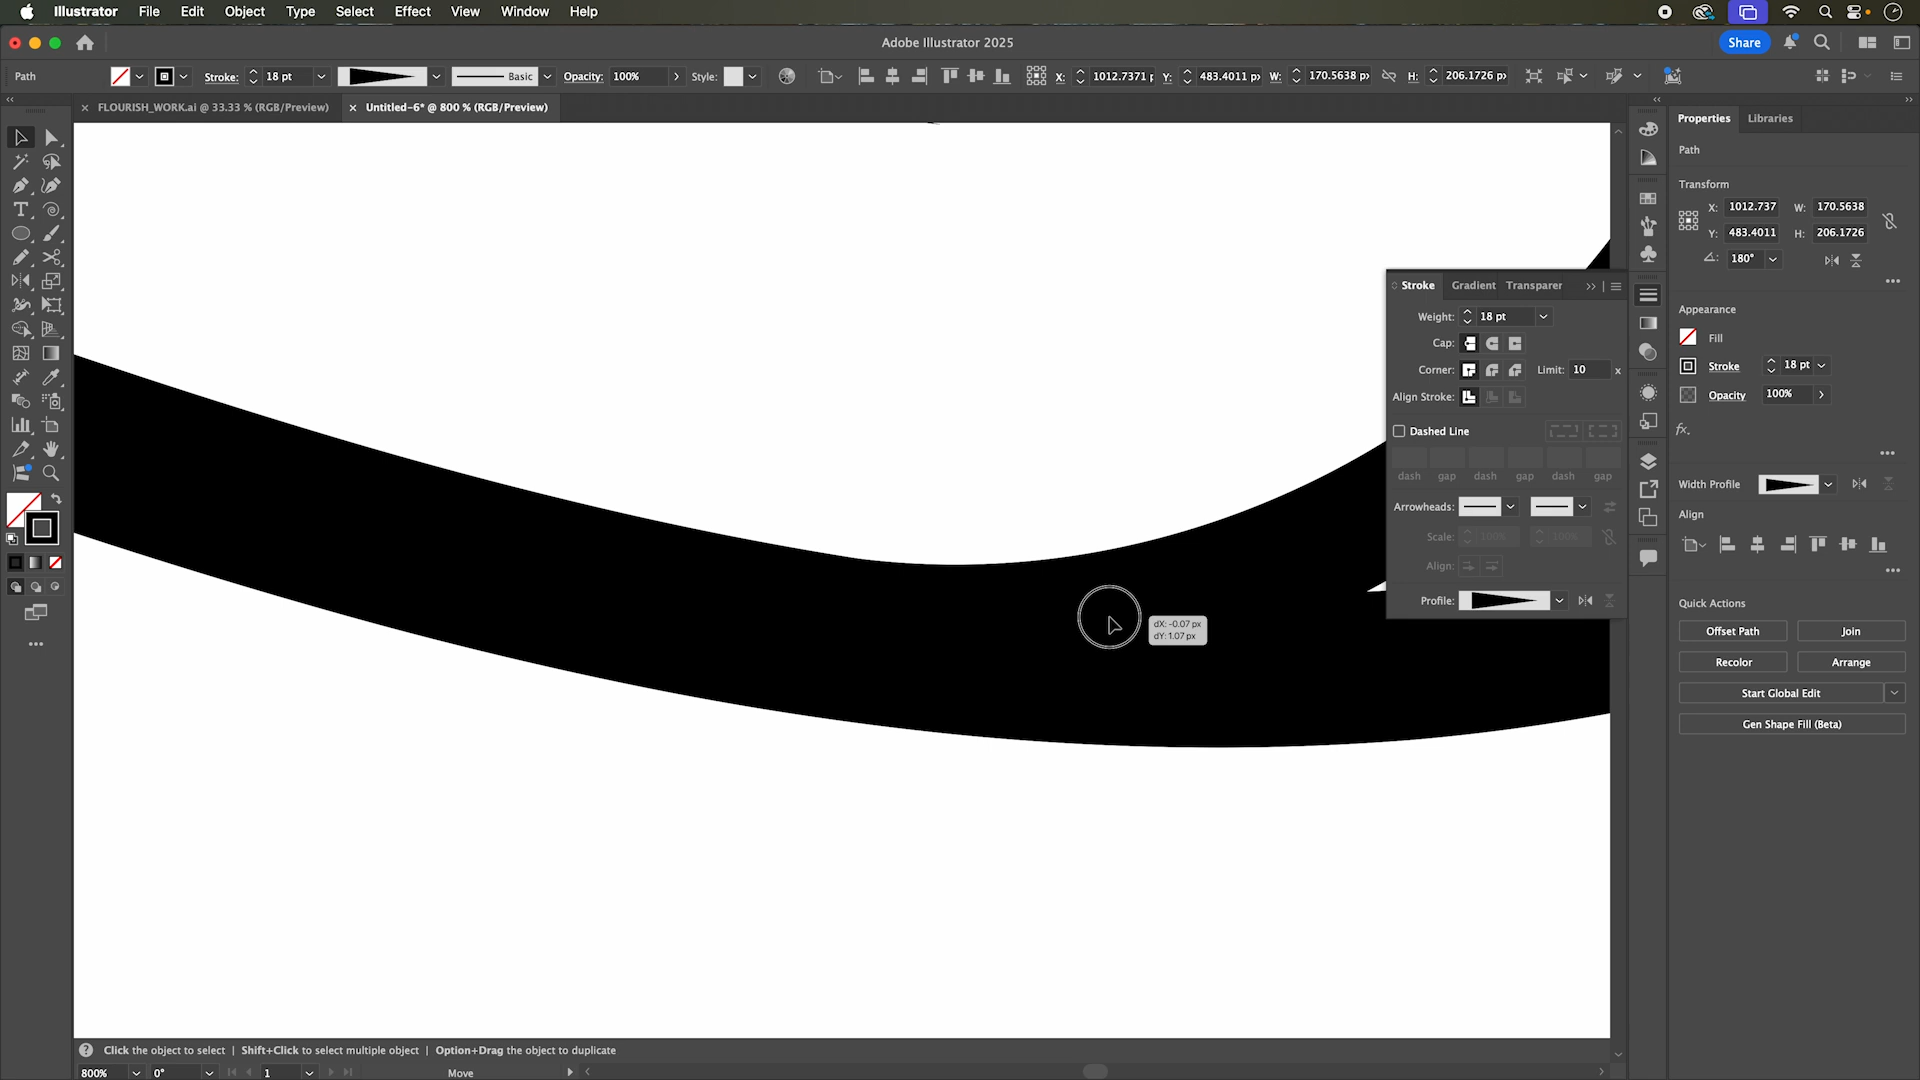 Illustrator File Edit Object Type Select Effect View Window Help
Adobe Illustrator 2025
Share
Path Stroke: 18 pt Basic Opacity: 100% Style: X: 1012.7371 p Y: 483.4011 px W: 170.5638 px H: 206.1726 px
FLOURISH_WORK.ai @ 33.33 % (RGB/Preview) Untitled-6* @ 800 % (RGB/Preview)
Properties Libraries
Path
Transform
X: 1012.737 W: 170.5638
Y: 483.4011 H: 206.1726
180°
Appearance
Fill
Stroke 18 pt
Opacity 100%
fx.
Width Profile
Align
Quick Actions
Offset Path Join
Recolor Arrange
Start Global Edit
Gen Shape Fill (Beta)
Stroke Gradient Transparer
Weight: 18 pt
Cap:
Corner: Limit: 10 x
Align Stroke:
Dashed Line
dash gap dash gap dash gap
Arrowheads:
Scale: 100% 100%
Align:
Profile:
dX: -0.07 px
dY: 1.07 px
Click the object to select | Shift+Click to select multiple object | Option+Drag the object to duplicate
800% 0° 1 Move